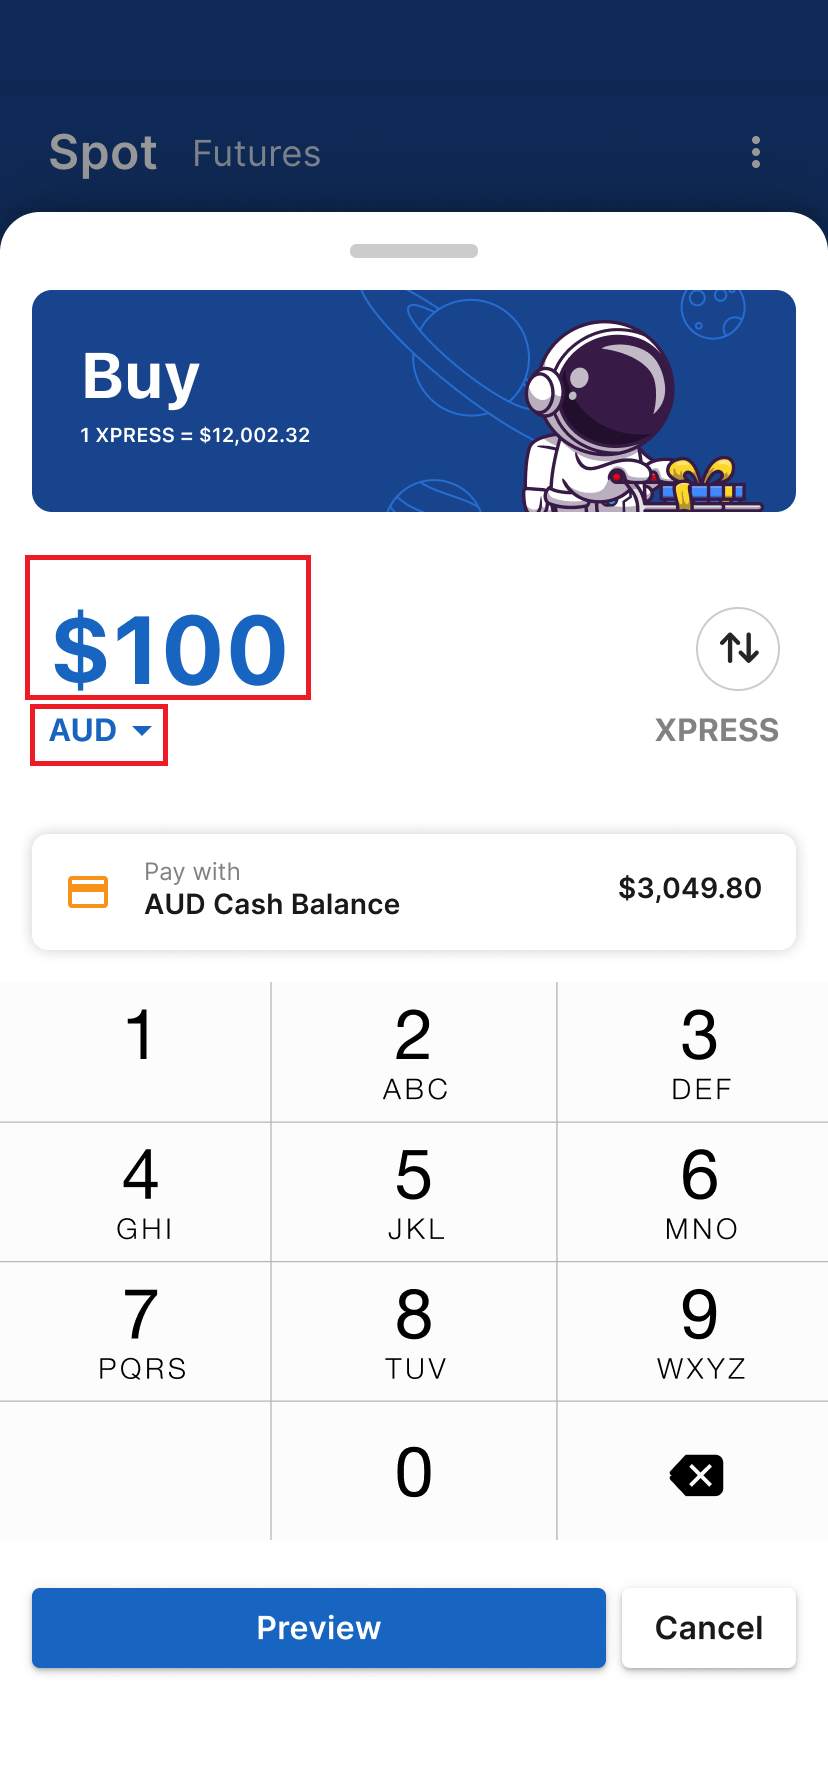 Spot Futures
Buy
1 XPRESS = $12,002.32
$100
AUD
XPRESS
Pay with
AUD Cash Balance
$3,049.80
1 2 3
ABC DEF
4 5 6
GHI JKL MNO
7 8 9
PQRS TUV WXYZ
0
Preview Cancel